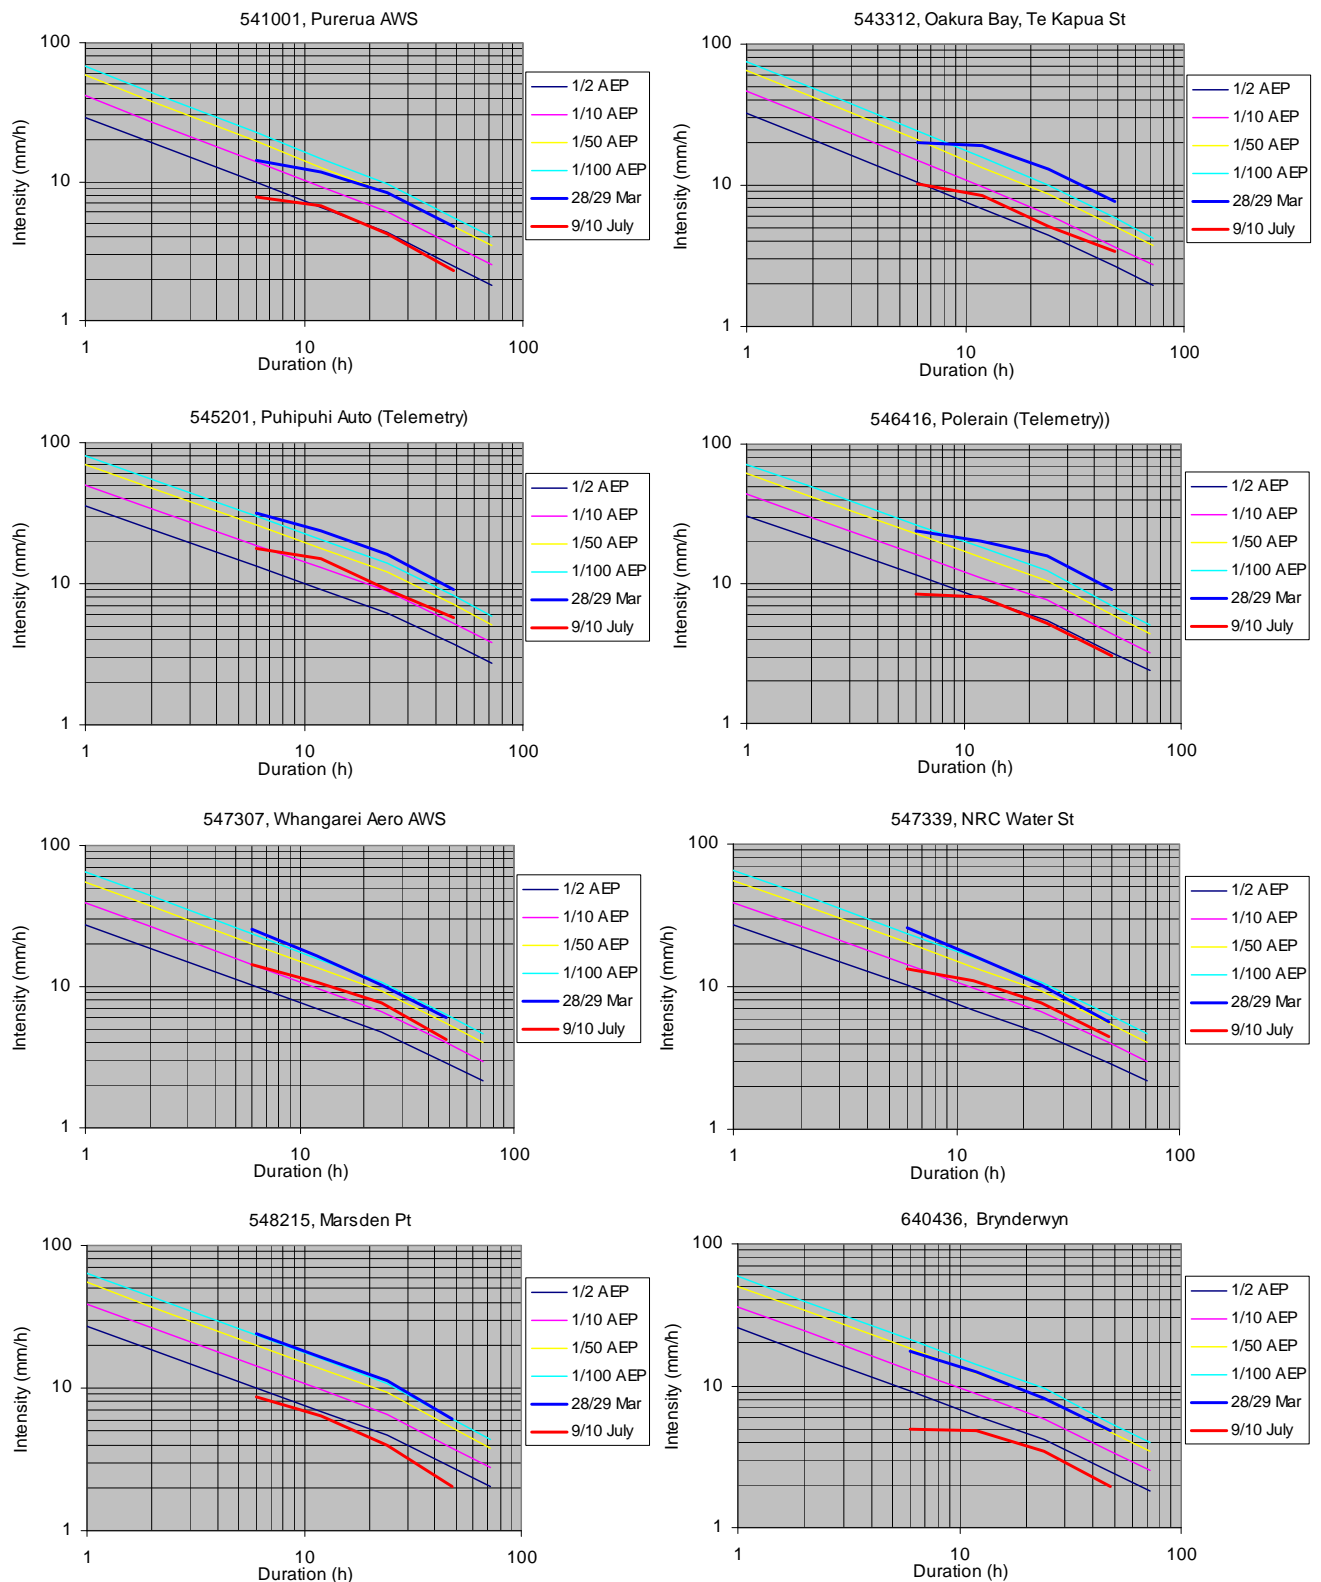 541001, Purerua AWS
100
10
1
1 10 100
Intensity (mm/h)
Duration (h)
1/2 AEP
1/10 AEP
1/50 AEP
1/100 AEP
28/29 Mar
9/10 July
543312, Oakura Bay, Te Kapua St
100
10
1
1 10 100
Intensity (mm/h)
Duration (h)
1/2 AEP
1/10 AEP
1/50 AEP
1/100 AEP
28/29 Mar
9/10 July
545201, Puhipuhi Auto (Telemetry)
100
10
1
1 10 100
Intensity (mm/h)
Duration (h)
1/2 AEP
1/10 AEP
1/50 AEP
1/100 AEP
28/29 Mar
9/10 July
546416, Polerain (Telemetry))
100
10
1
1 10 100
Intensity (mm/h)
Duration (h)
1/2 AEP
1/10 AEP
1/50 AEP
1/100 AEP
28/29 Mar
9/10 July
547307, Whangarei Aero AWS
100
10
1
1 10 100
Intensity (mm/h)
Duration (h)
1/2 AEP
1/10 AEP
1/50 AEP
1/100 AEP
28/29 Mar
9/10 July
547339, NRC Water St
100
10
1
1 10 100
Intensity (mm/h)
Duration (h)
1/2 AEP
1/10 AEP
1/50 AEP
1/100 AEP
28/29 Mar
9/10 July
548215, Marsden Pt
100
10
1
1 10 100
Intensity (mm/h)
Duration (h)
1/2 AEP
1/10 AEP
1/50 AEP
1/100 AEP
28/29 Mar
9/10 July
640436, Brynderwyn
100
10
1
1 10 100
Intensity (mm/h)
Duration (h)
1/2 AEP
1/10 AEP
1/50 AEP
1/100 AEP
28/29 Mar
9/10 July